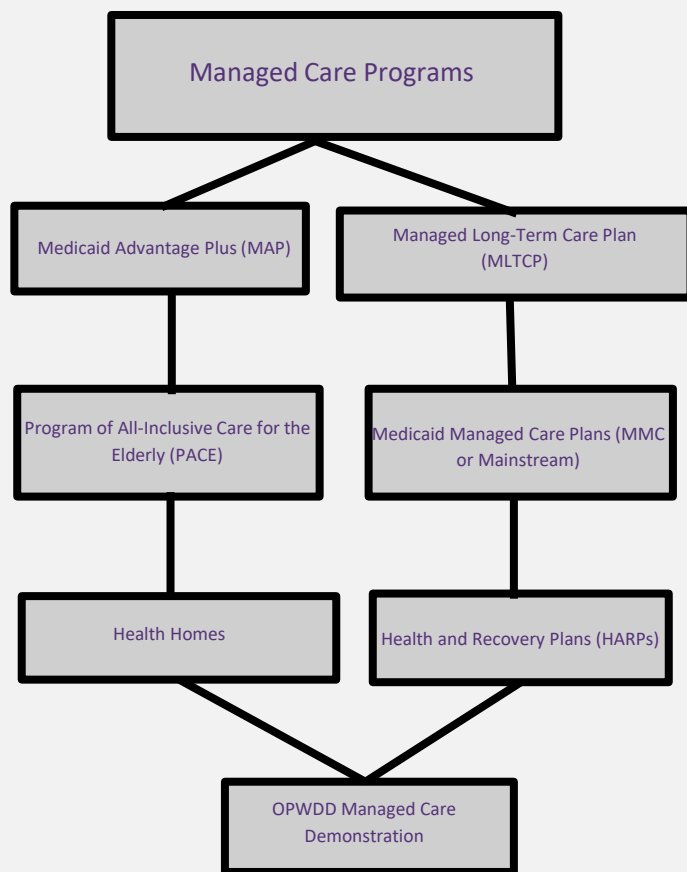 Managed Care Programs
Medicaid Advantage Plus (MAP)
Managed Long-Term Care Plan
(MLTCP)
Program of All-Inclusive Care for the
Elderly (PACE)
Medicaid Managed Care Plans (MMC
or Mainstream)
Health Homes
Health and Recovery Plans (HARPs)
OPWDD Managed Care
Demonstration